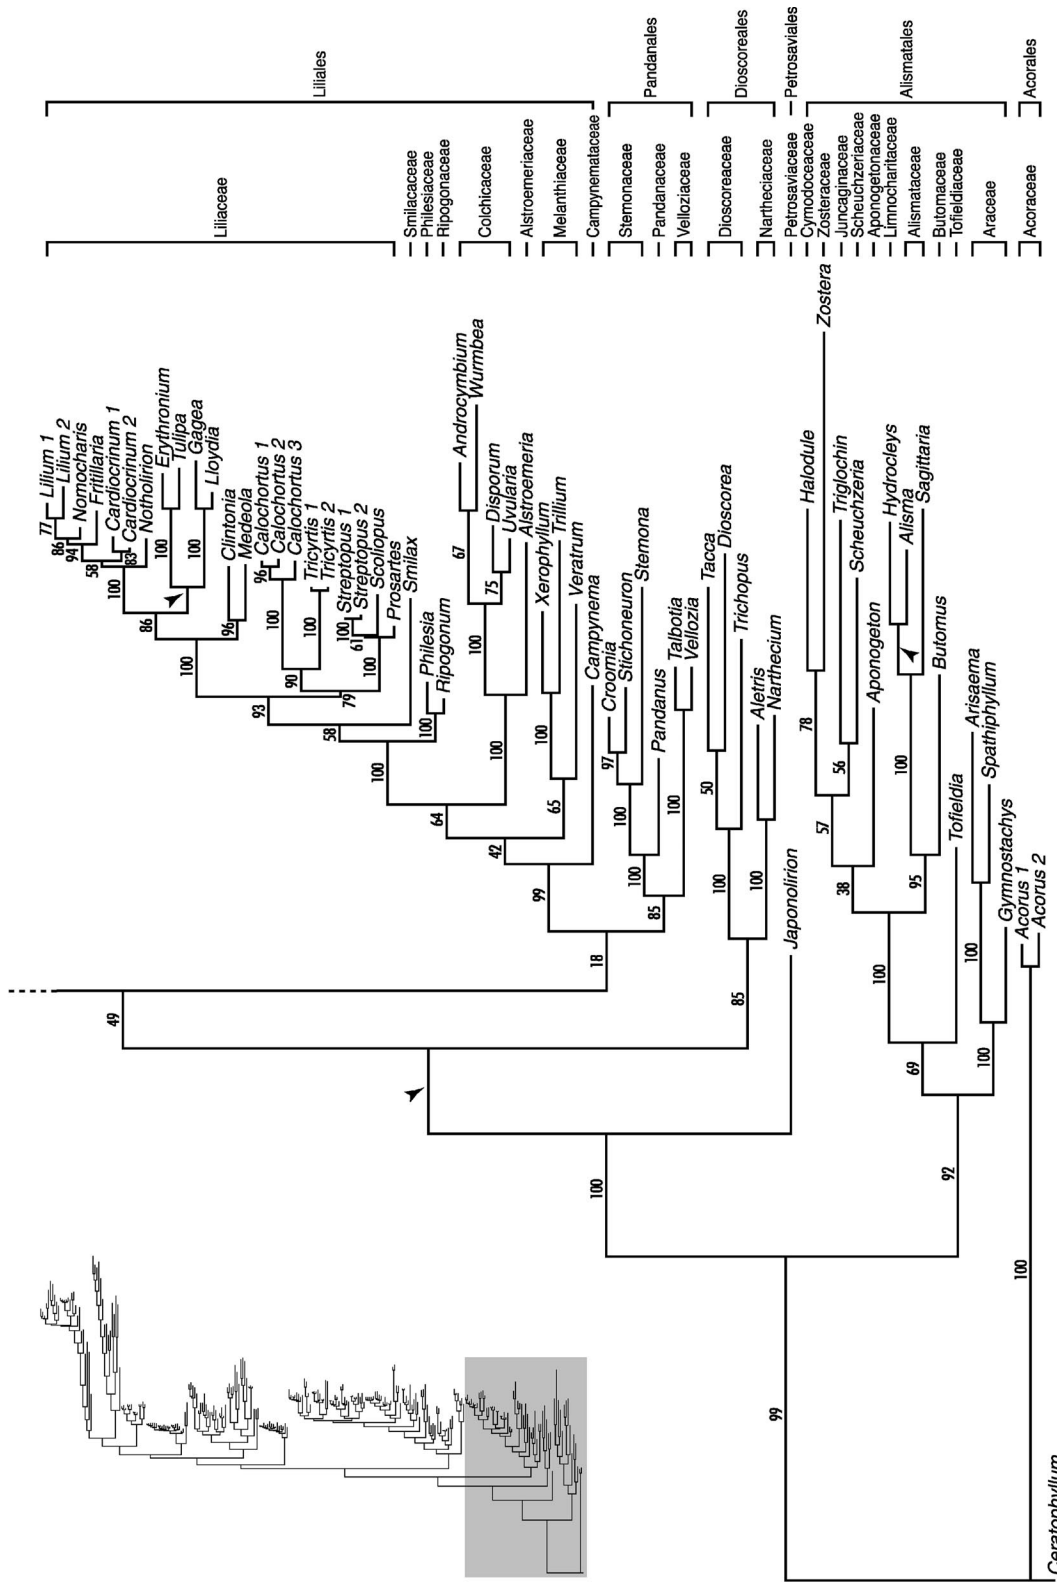 Liliales
Pandanales
Dioscoreales
Petrosaviales
Alismatales
Acorales
Liliaceae
Smilacaceae
Philesiaceae
Ripogonaceae
Colchicaceae
Alstroemeriaceae
Melanthiaceae
Campynemataceae
Stemonaceae
Pandanaceae
Velloziaceae
Dioscoreaceae
Nartheciaceae
Petrosaviaceae
Cymodoceaceae
Zosteraceae
Juncaginaceae
Scheuchzeriaceae
Aponogetonaceae
Limnocharitaceae
Alismataceae
Butomaceae
Tofieldiaceae
Araceae
Acoraceae
Lilium 1
Lilium 2
Nomocharis
Fritillaria
Cardiocrinum 1
Cardiocrinum 2
Notholirion
Erythronium
Tulipa
Gagea
Lloydia
Clintonia
Medeola
Calochortus 1
Calochortus 2
Calochortus 3
Tricyrtis 1
Tricyrtis 2
Streptopus 1
Streptopus 2
Scoliopus
Prosartes
Smilax
Philesia
Ripogonum
Androcymbium
Wurmbea
Disporum
Uvularia
Alstroemeria
Xerophyllum
Trillium
Veratrum
Campynema
Croomia
Stichoneuron
Stemona
Pandanus
Talbotia
Vellozia
Tacca
Dioscorea
Trichopus
Aletris
Narthecium
Japonolirion
Halodule
Zostera
Triglochin
Scheuchzeria
Aponogeton
Hydrocleys
Alisma
Sagittaria
Butomus
Tofieldia
Arisaema
Spathiphyllum
Gymnostachys
Acorus 1
Acorus 2
Ceratophyllum
77
86
94
58
83
100
100
100
86
96
100
96
100
100
90
100
61
100
79
93
58
100
100
67
75
100
100
65
64
42
99
97
100
100
100
85
18
50
100
100
85
49
78
56
57
38
100
95
100
69
100
100
92
100
100
99